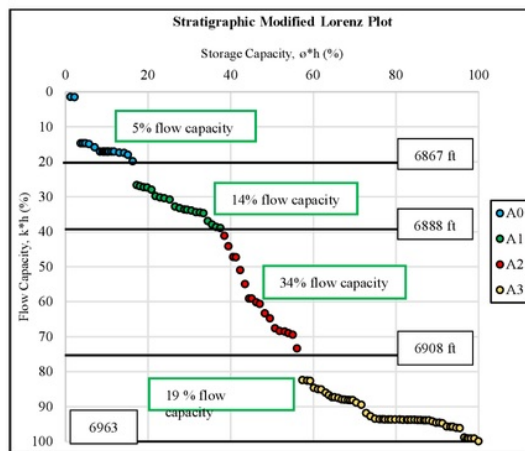 Stratigraphic Modified Lorenz Plot
Storage Capacity, ø*h (%)
0 20 40 60 80 100
0
10
20
30
40
50
60
70
80
90
100
Flow Capacity, k*h (%)
5% flow capacity
6867 ft
14% flow capacity
6888 ft
34% flow capacity
6908 ft
19 % flow
capacity
6963
A0
A1
A2
A3